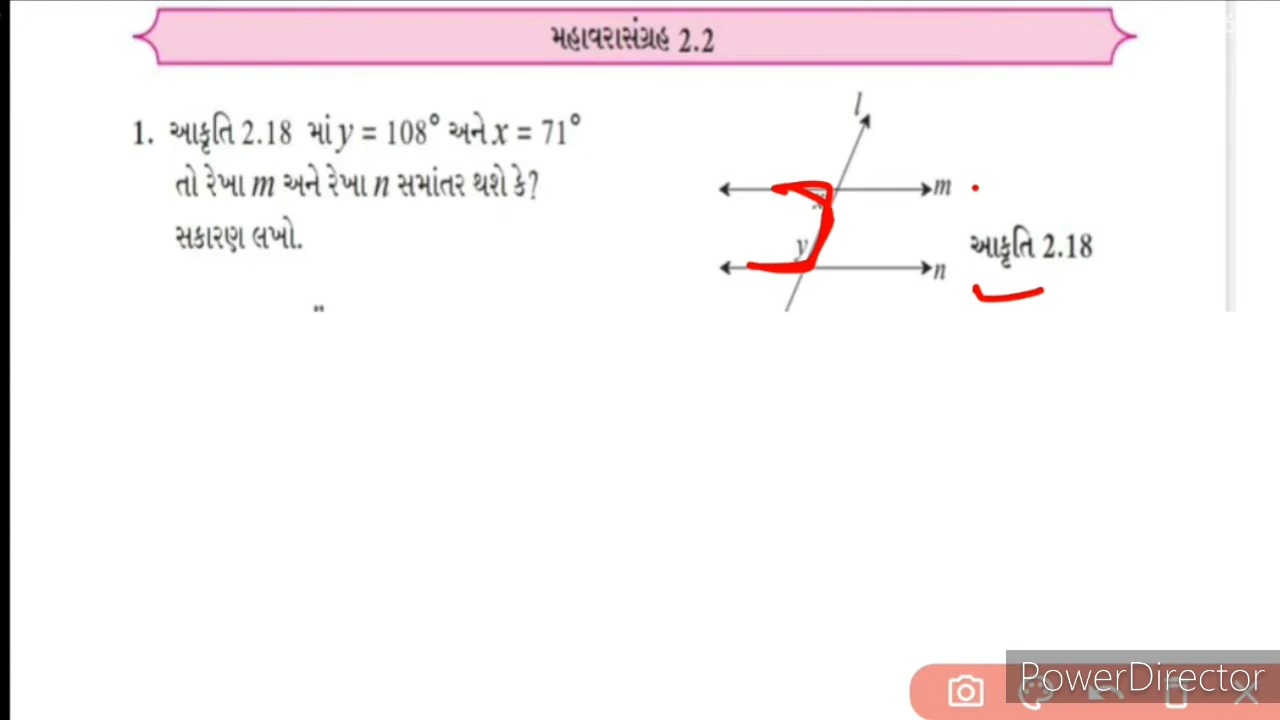 મહાવરાસંગ્રહ 2.2
1. આકૃતિ 2.18 માં y = 108° અને x = 71°
તો રેખા m અને રેખા n સમાંતર થશે કે?
સકારણ લખો.
l
m
x
y
n
આકૃતિ 2.18
PowerDirector